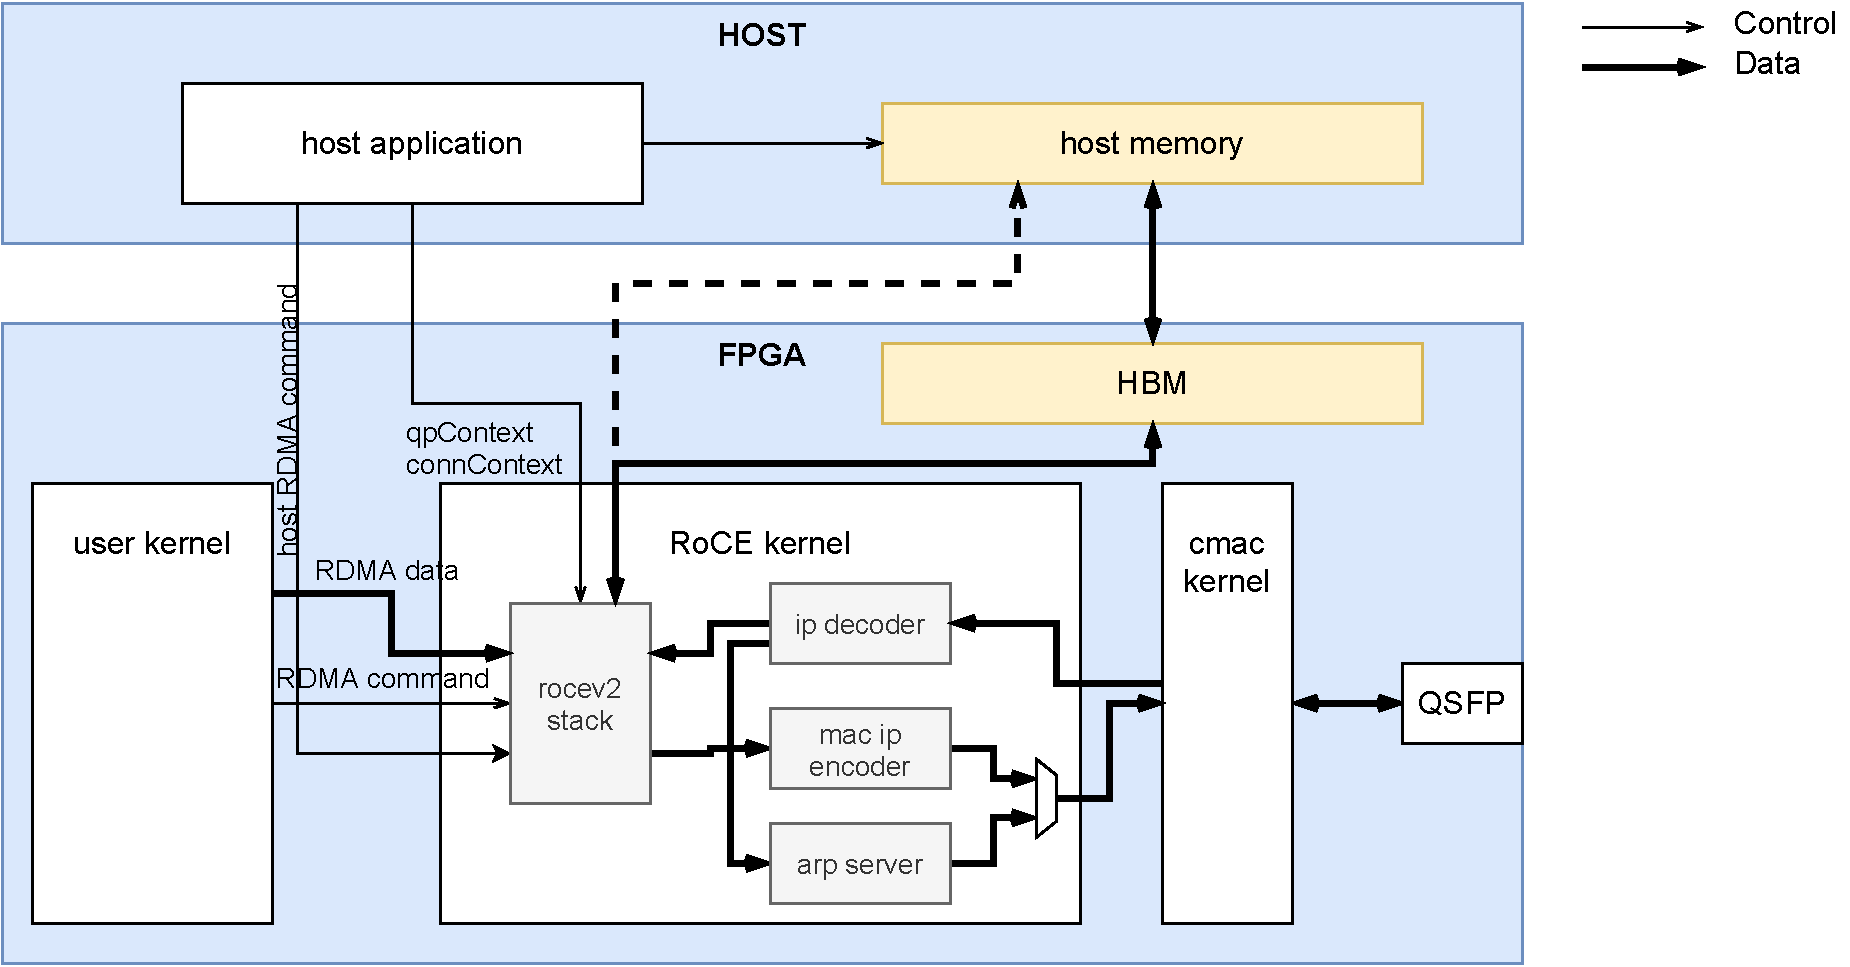 HOST
Control
Data
host application
host memory
host RDMA command
FPGA
HBM
qpContext
connContext
user kernel
RoCE kernel
cmac
kernel
RDMA data
ip decoder
RDMA command
rocev2
stack
QSFP
mac ip
encoder
arp server